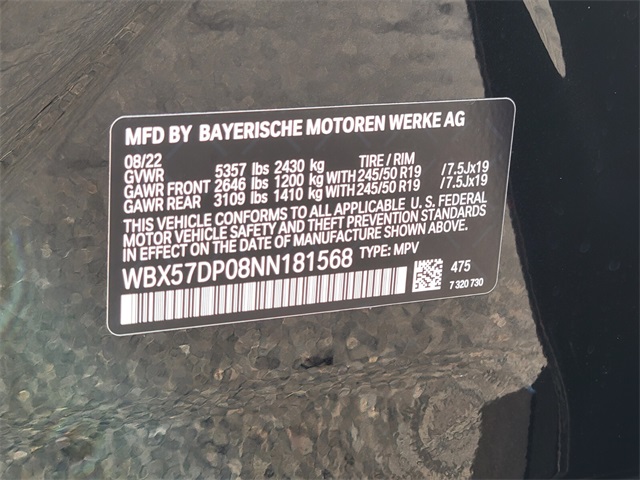 MFD BY BAYERISCHE MOTOREN WERKE AG
08/22 TIRE / RIM
GVWR 5357 lbs 2430 kg
GAWR FRONT 2646 lbs 1200 kg WITH 245/50 R19 / 7.5Jx19
GAWR REAR 3109 lbs 1410 kg WITH 245/50 R19 / 7.5Jx19
THIS VEHICLE CONFORMS TO ALL APPLICABLE U. S. FEDERAL
MOTOR VEHICLE SAFETY AND THEFT PREVENTION STANDARDS
IN EFFECT ON THE DATE OF MANUFACTURE SHOWN ABOVE.
WBX57DP08NN181568 TYPE: MPV
475
7 320 730